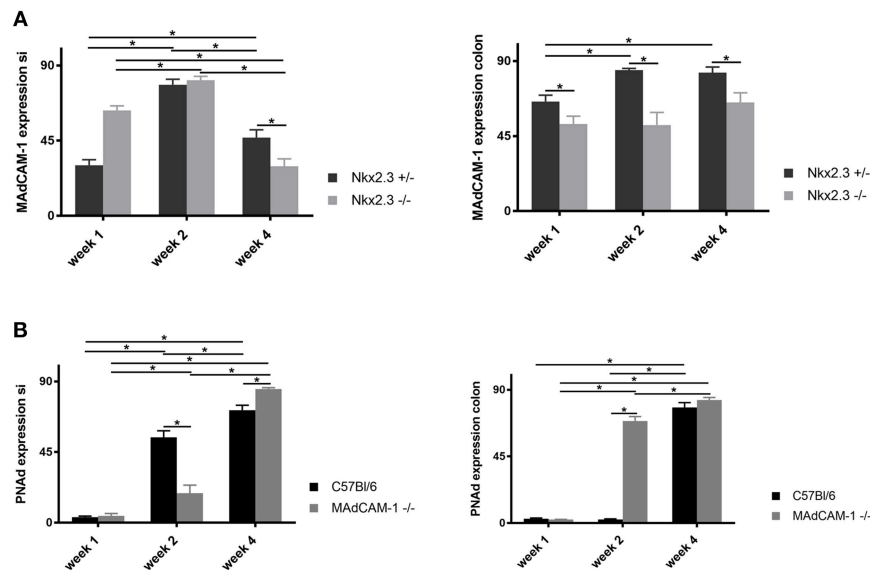 A
MAdCAM-1 expression si
90
45
0
* 
*
*
*
*
*
*
week 1
week 2
week 4
Nkx2.3 +/-
Nkx2.3 -/-
MAdCAM-1 expression colon
90
45
0
*
*
*
*
*
week 1
week 2
week 4
Nkx2.3 +/-
Nkx2.3 -/-
B
PNAd expression si
90
45
0
*
*
*
*
*
*
*
*
week 1
week 2
week 4
C57Bl/6
MAdCAM-1 -/-
PNAd expression colon
90
45
0
*
*
*
*
*
*
week 1
week 2
week 4
C57Bl/6
MAdCAM-1 -/-